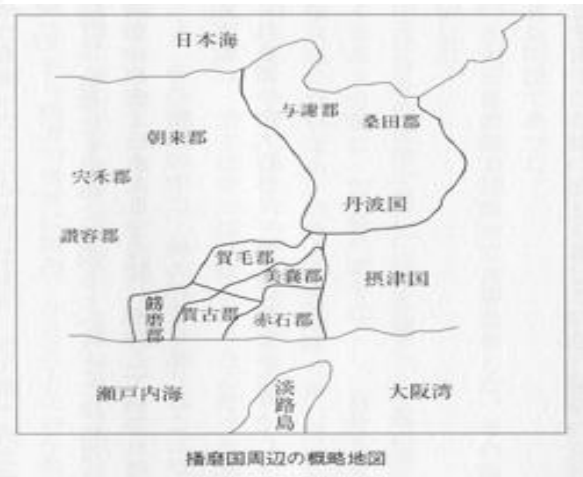 日本海
与謝郡
桑田郡
朝来郡
宍禾郡
丹波国
讃容郡
賀毛郡
美嚢郡
摂津国
餝磨郡
賀古郡
赤石郡
瀬戸内海
淡路島
大阪湾
播磨国周辺の概略地図